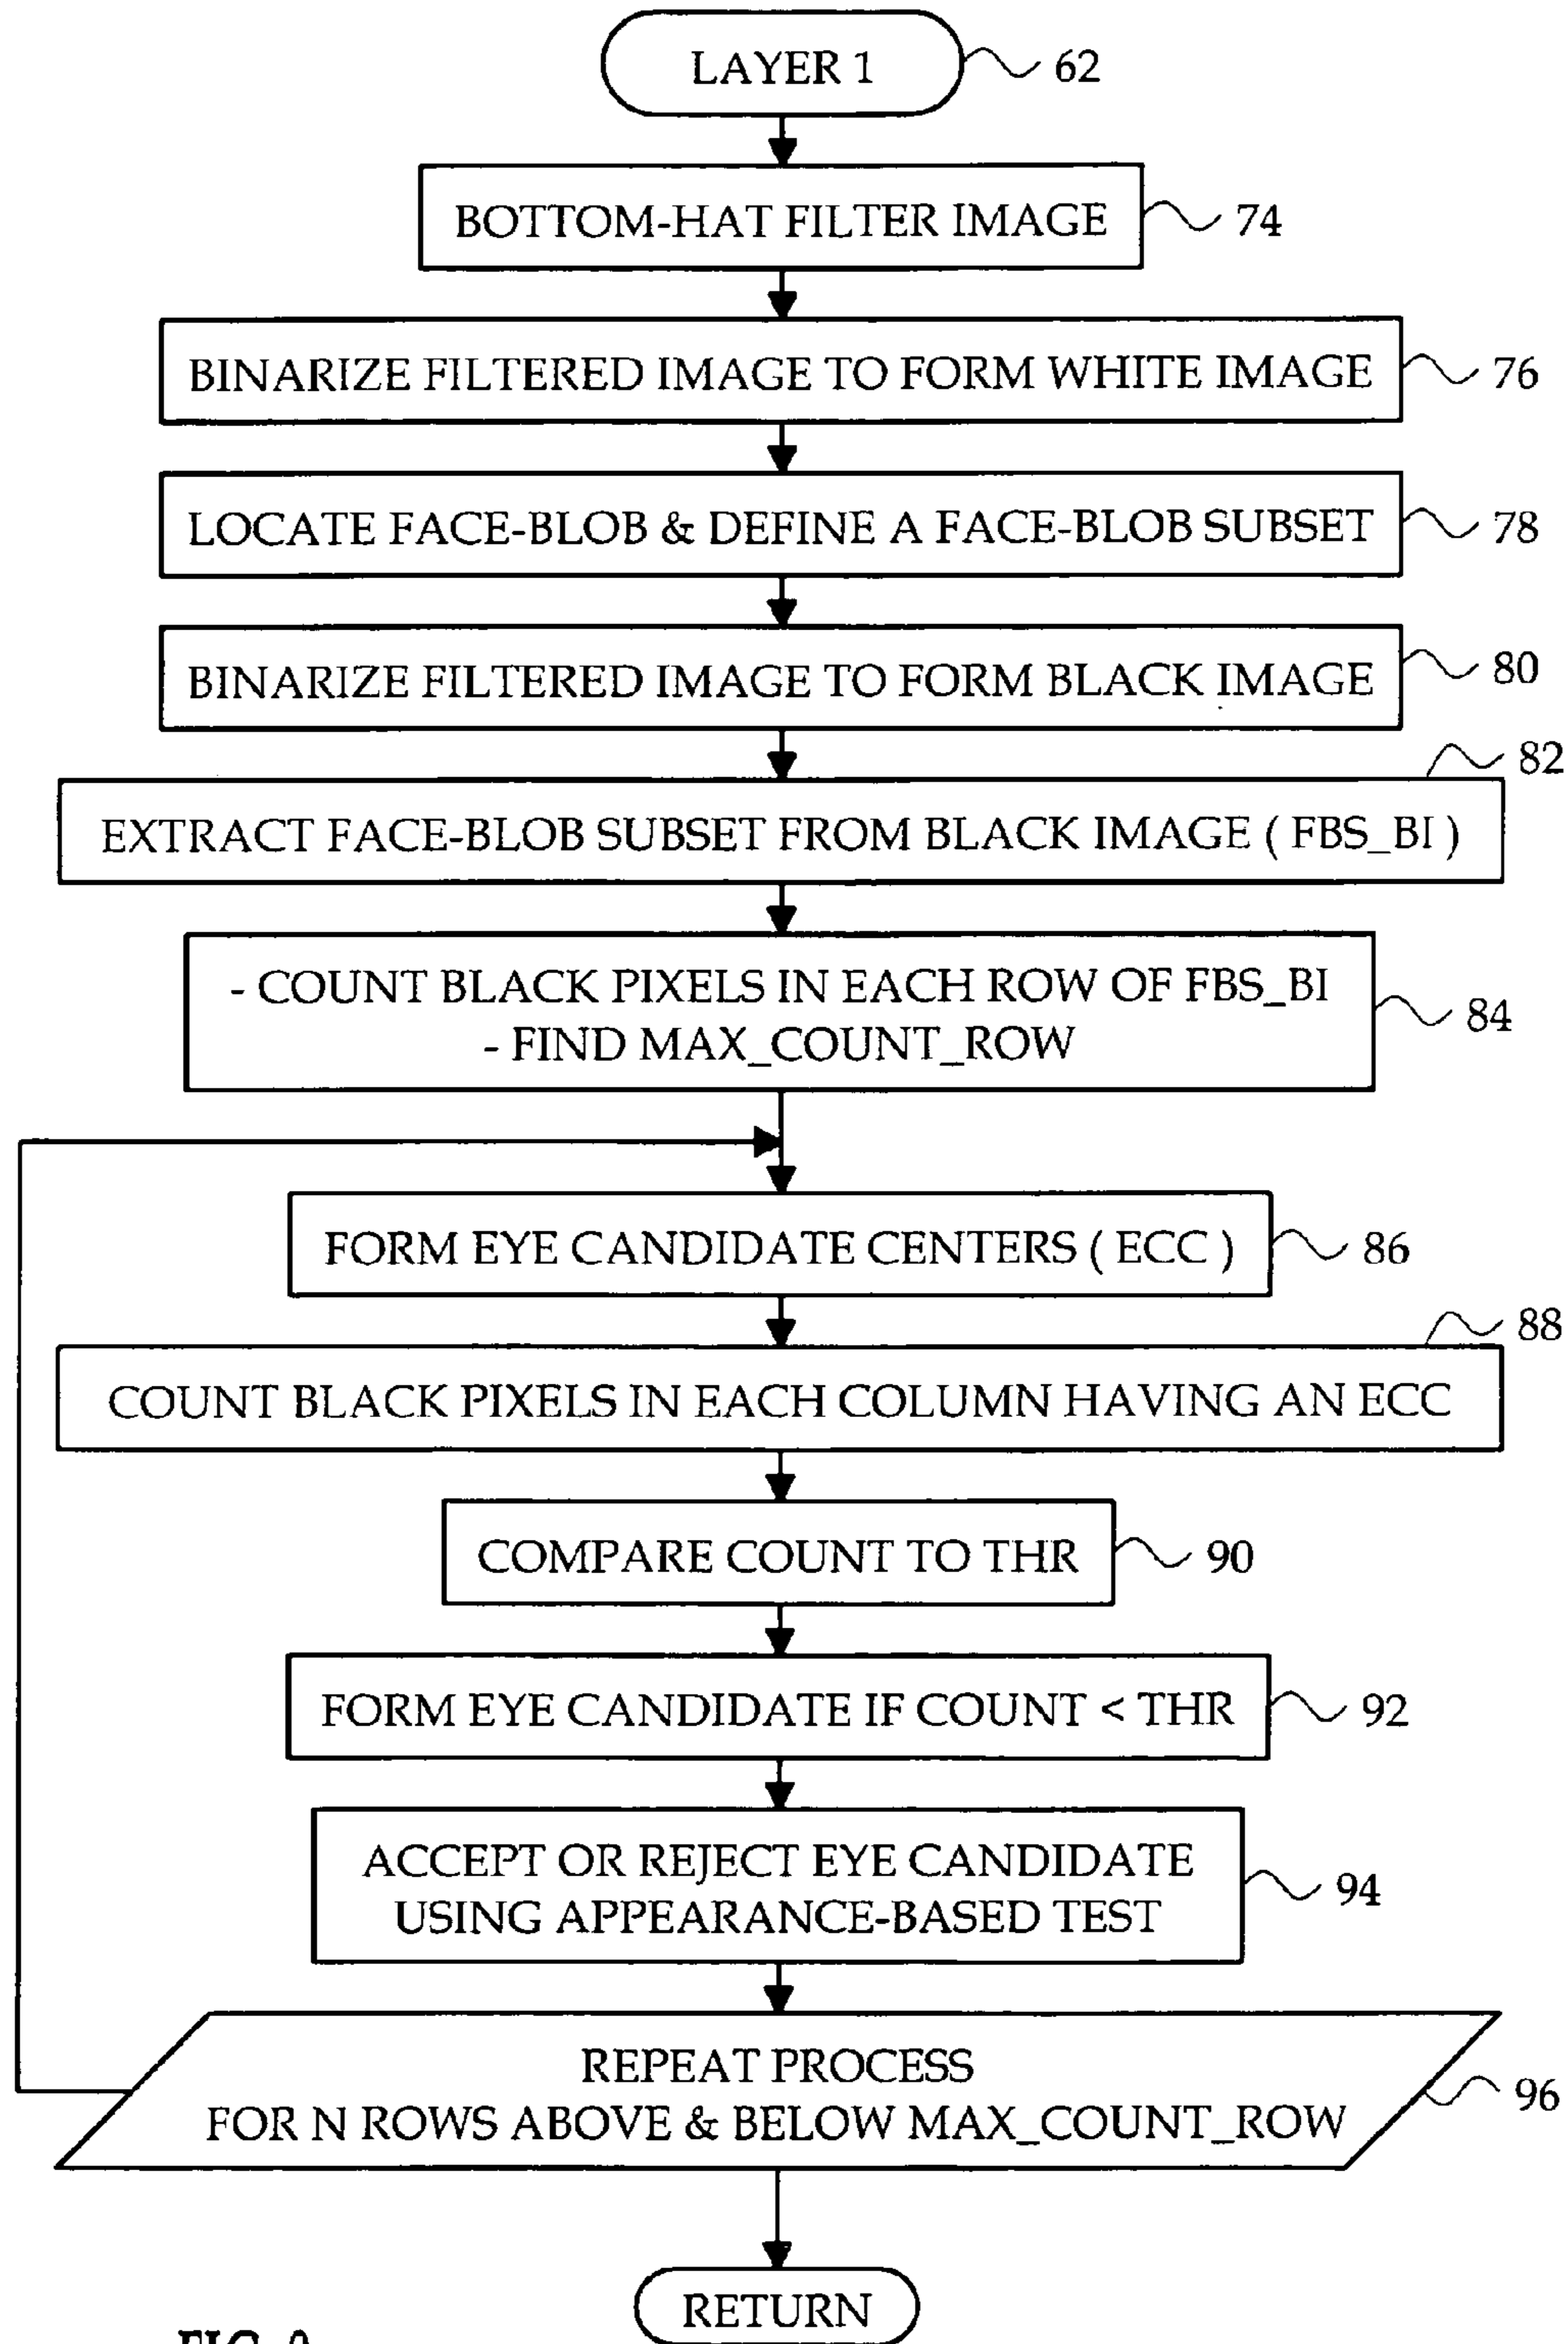 LAYER 1
62
BOTTOM-HAT FILTER IMAGE
74
BINARIZE FILTERED IMAGE TO FORM WHITE IMAGE
76
LOCATE FACE-BLOB & DEFINE A FACE-BLOB SUBSET
78
BINARIZE FILTERED IMAGE TO FORM BLACK IMAGE
80
82
EXTRACT FACE-BLOB SUBSET FROM BLACK IMAGE ( FBS_BI )
- COUNT BLACK PIXELS IN EACH ROW OF FBS_BI
- FIND MAX_COUNT_ROW
84
FORM EYE CANDIDATE CENTERS ( ECC )
86
88
COUNT BLACK PIXELS IN EACH COLUMN HAVING AN ECC
COMPARE COUNT TO THR
90
FORM EYE CANDIDATE IF COUNT < THR
92
ACCEPT OR REJECT EYE CANDIDATE
USING APPEARANCE-BASED TEST
94
REPEAT PROCESS
FOR N ROWS ABOVE & BELOW MAX_COUNT_ROW
96
RETURN
FIG.